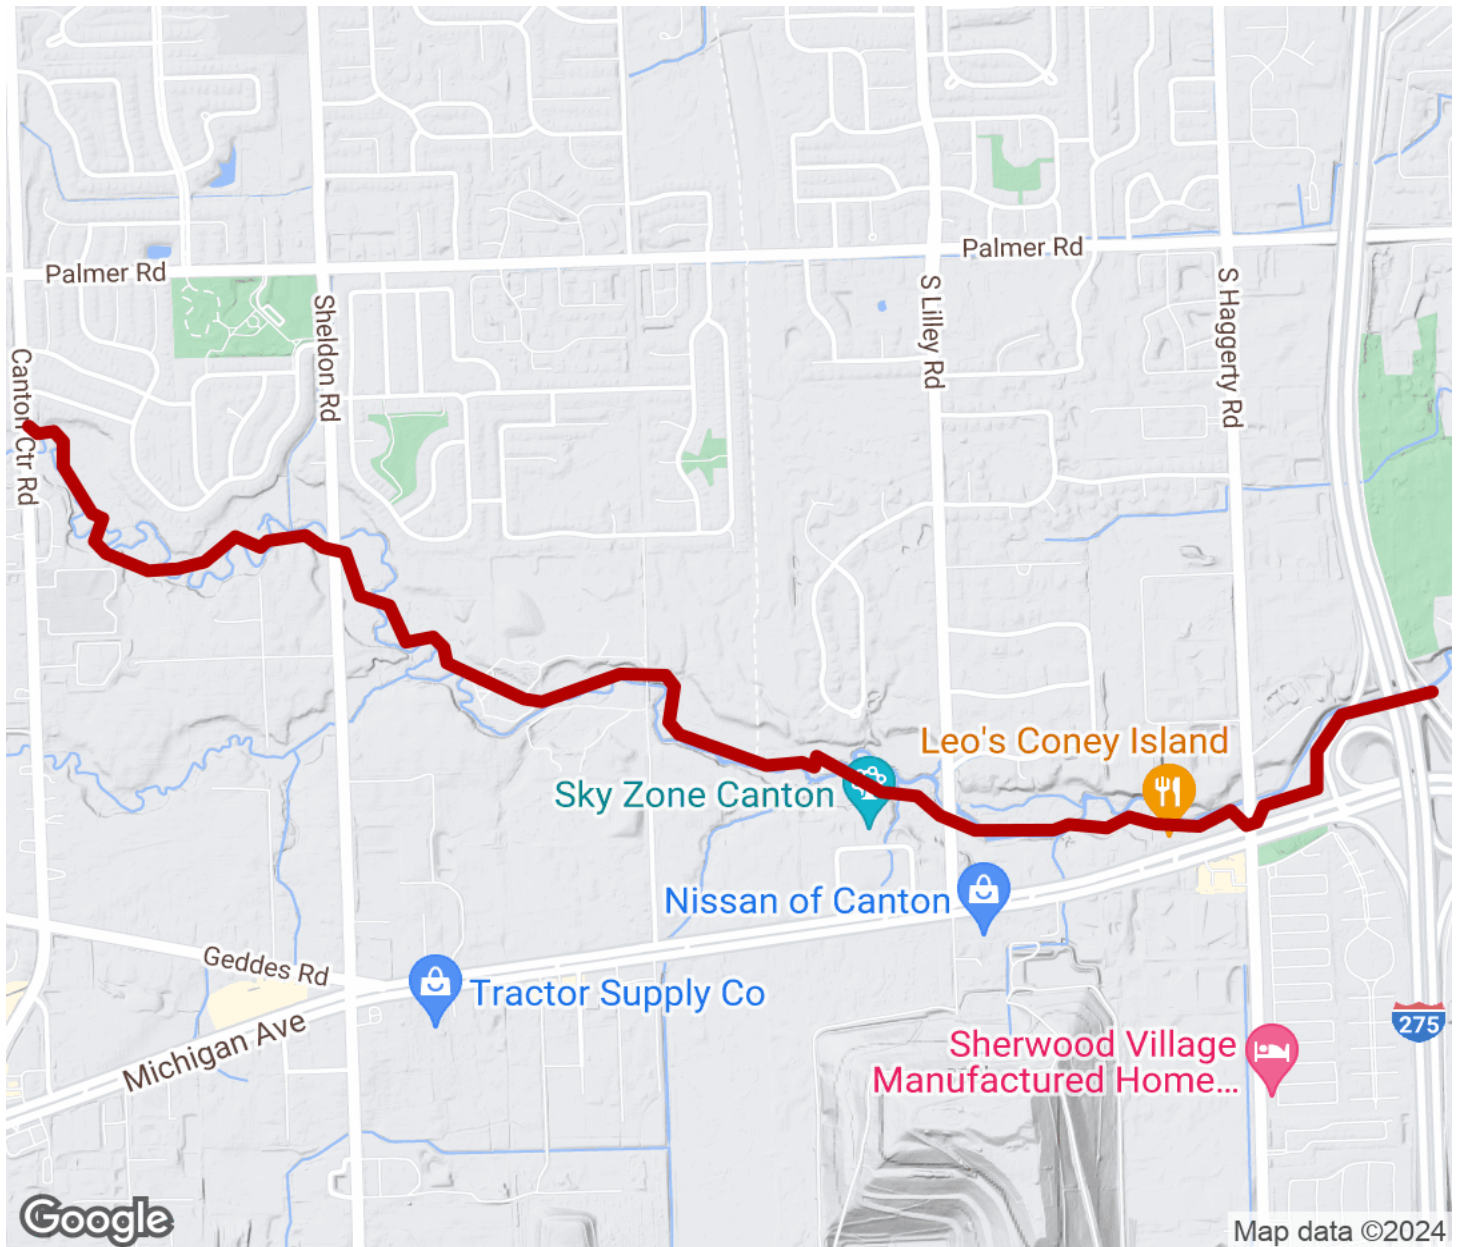 Palmer Rd
Palmer Rd
Canton Ctr Rd
Sheldon Rd
S Lilley Rd
S Haggerty Rd
Leo's Coney Island
Sky Zone Canton
Nissan of Canton
Geddes Rd
Tractor Supply Co
Michigan Ave
275
Sherwood Village
Manufactured Home...
Google
Map data ©2024